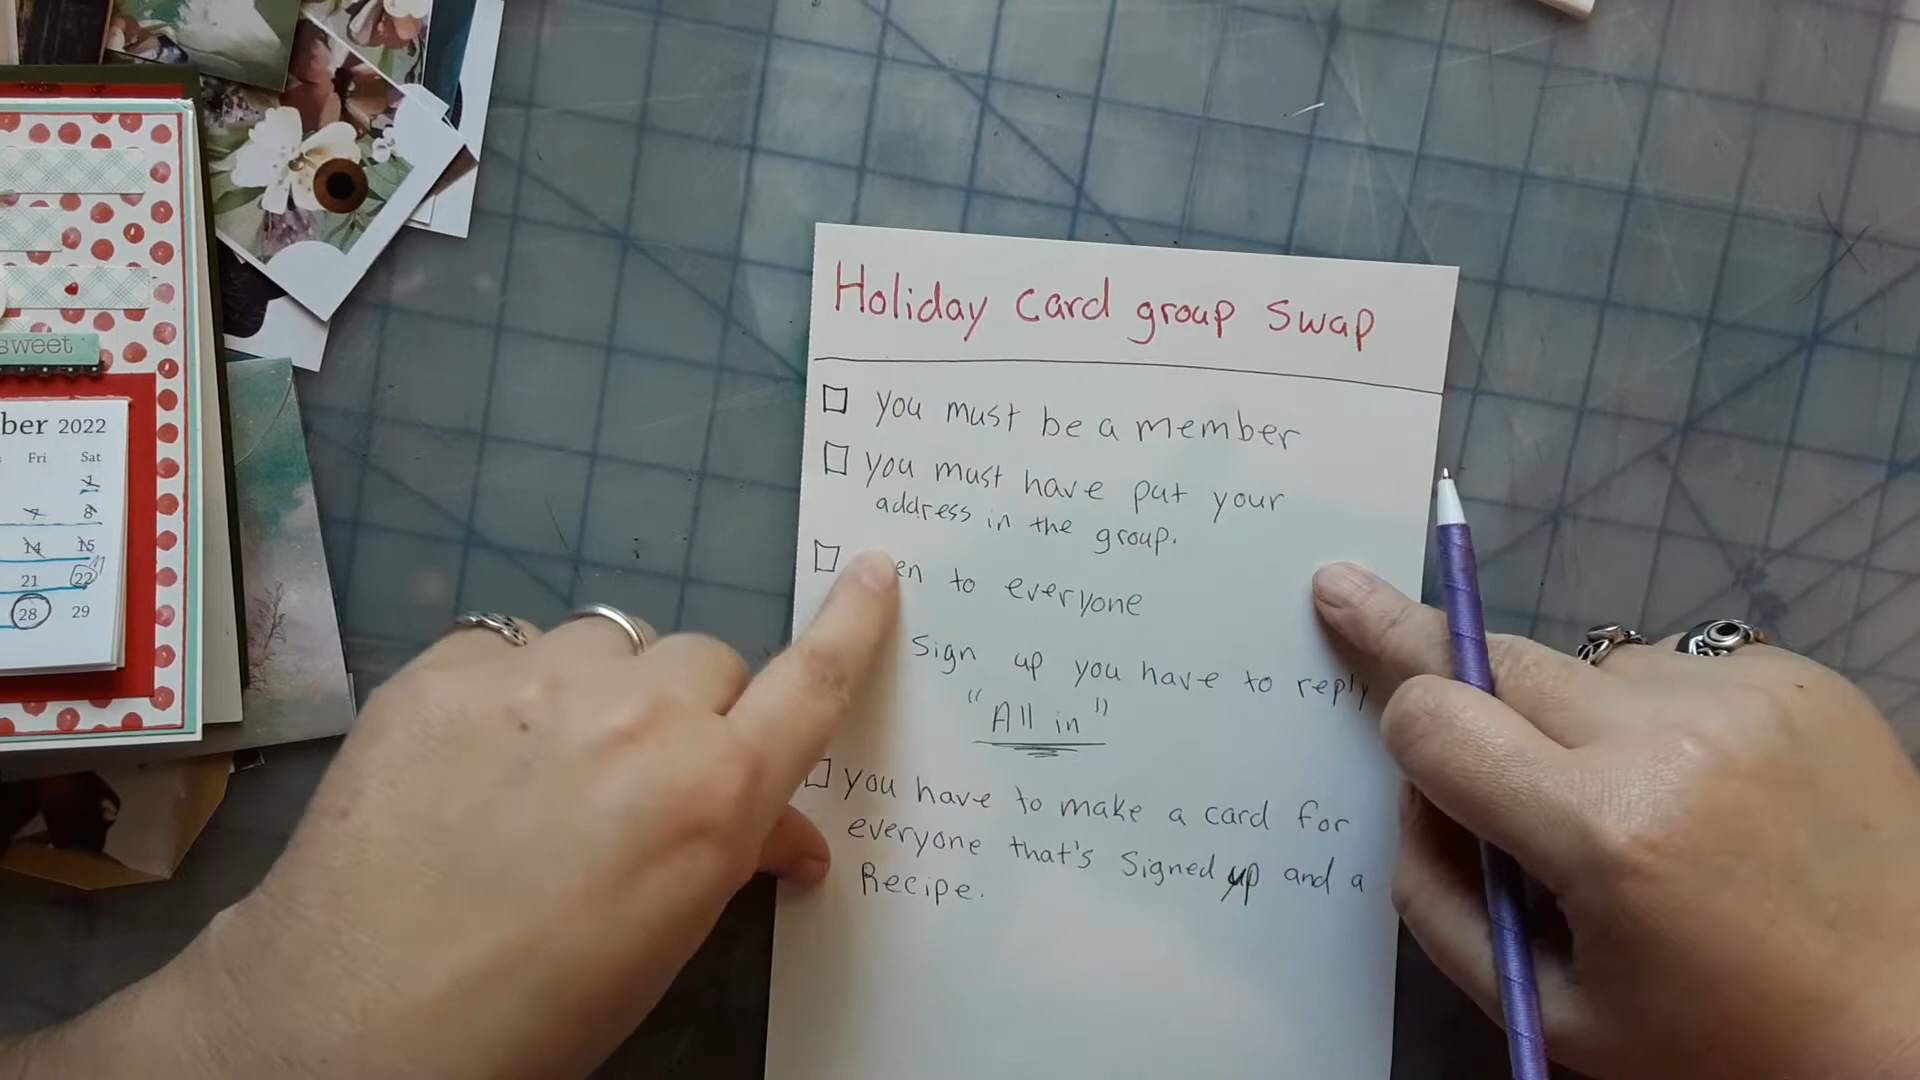 sweet
ber 2022
Fri Sat
1
7 8
14 15
21 22
28 29
Holiday Card group Swap
you must be a member
you must have put your
address in the group.
en to everyone
Sign up you have to reply
"All in"
you have to make a card for
everyone that's Signed up and a
Recipe.